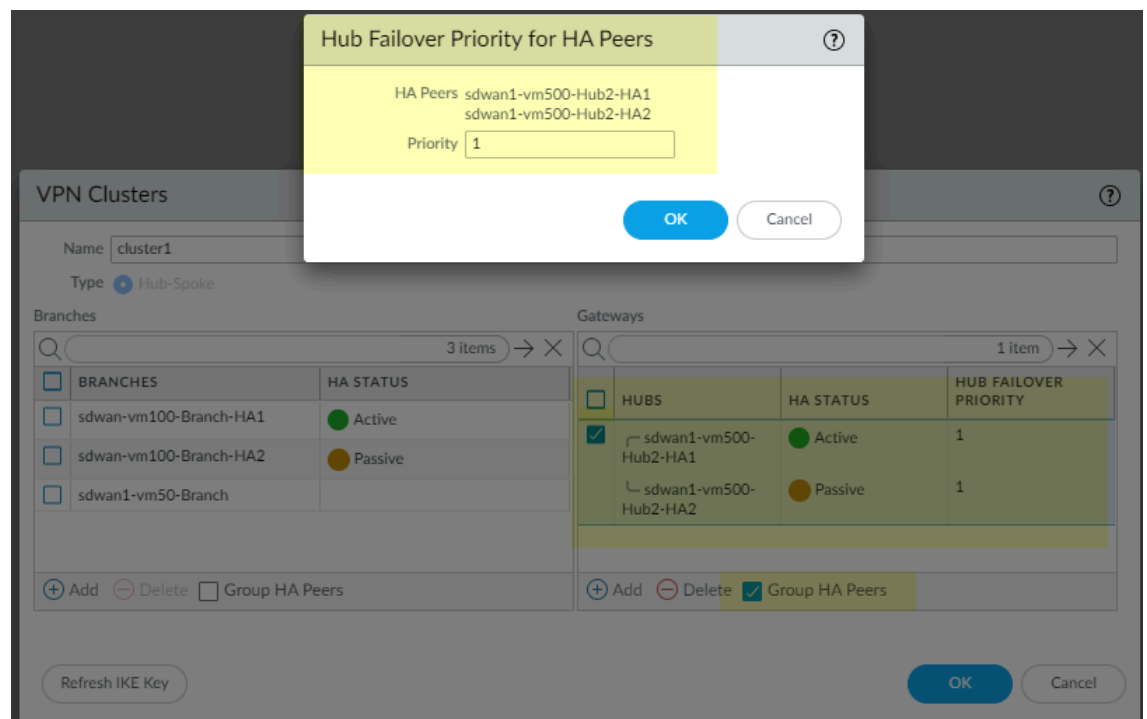 Hub Failover Priority for HA Peers
HA Peers sdwan1-vm500-Hub2-HA1
sdwan1-vm500-Hub2-HA2
Priority 1
OK Cancel
VPN Clusters
Name cluster1
Type Hub-Spoke
Branches
3 items
BRANCHES HA STATUS
sdwan-vm100-Branch-HA1 Active
sdwan-vm100-Branch-HA2 Passive
sdwan1-vm50-Branch
Add Delete Group HA Peers
Gateways
1 item
HUBS HA STATUS HUB FAILOVER
PRIORITY
sdwan1-vm500- Active 1
Hub2-HA1
sdwan1-vm500- Passive 1
Hub2-HA2
Add Delete Group HA Peers
Refresh IKE Key
OK Cancel